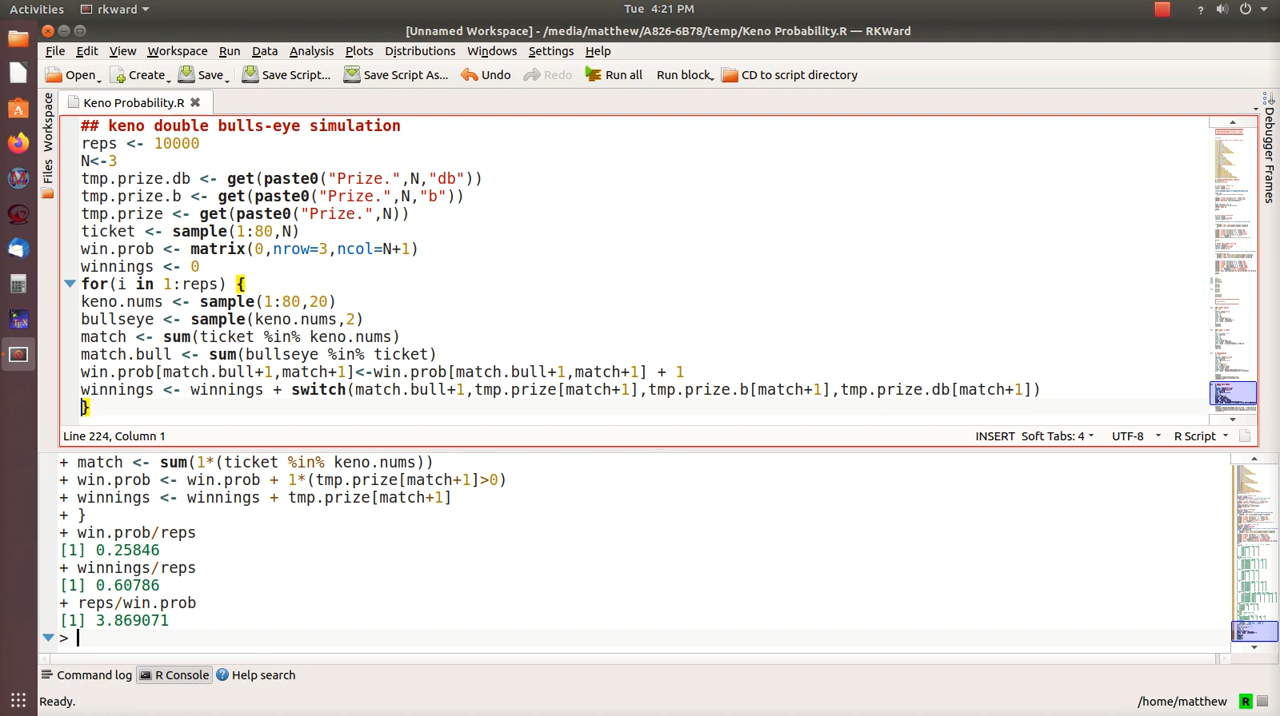 Activities rkward Tue 4:21 PM ?
[Unnamed Workspace] - /media/matthew/A826-6B78/temp/Keno Probability.R — RKWard
File Edit View Workspace Run Data Analysis Plots Distributions Windows Settings Help
Open Create Save Save Script... Save Script As... Undo Redo Run all Run block CD to script directory
Workspace
Files
Keno Probability.R
Debugger Frames
## keno double bulls-eye simulation
reps <- 10000
N<-3
tmp.prize.db <- get(paste0("Prize.",N,"db"))
tmp.prize.b <- get(paste0("Prize.",N,"b"))
tmp.prize <- get(paste0("Prize.",N))
ticket <- sample(1:80,N)
win.prob <- matrix(0,nrow=3,ncol=N+1)
winnings <- 0
for(i in 1:reps) {
keno.nums <- sample(1:80,20)
bullseye <- sample(keno.nums,2)
match <- sum(ticket %in% keno.nums)
match.bull <- sum(bullseye %in% ticket)
win.prob[match.bull+1,match+1]<-win.prob[match.bull+1,match+1] + 1
winnings <- winnings + switch(match.bull+1,tmp.prize[match+1],tmp.prize.b[match+1],tmp.prize.db[match+1])
}
Line 224, Column 1 INSERT Soft Tabs: 4 UTF-8 R Script
+ match <- sum(1*(ticket %in% keno.nums))
+ win.prob <- win.prob + 1*(tmp.prize[match+1]>0)
+ winnings <- winnings + tmp.prize[match+1]
+ }
+ win.prob/reps
[1] 0.25846
+ winnings/reps
[1] 0.60786
+ reps/win.prob
[1] 3.869071
>
Command log R Console ? Help search
Ready. /home/matthew R